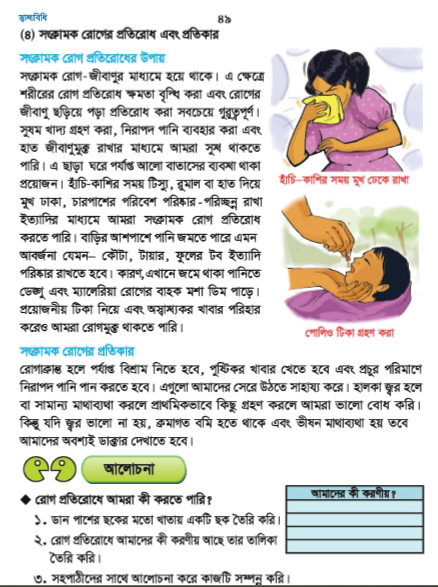 স্বাস্থ্যবিধি
৪৯
(৪) সংক্রামক রোগের প্রতিরোধ এবং প্রতিকার
সংক্রামক রোগ প্রতিরোধের উপায়
সংক্রামক রোগ-জীবাণুর মাধ্যমে হয়ে থাকে। এ ক্ষেত্রে
শরীরের রোগ প্রতিরোধ ক্ষমতা বৃদ্ধি করা এবং রোগের
জীবাণু ছড়িয়ে পড়া প্রতিরোধ করা সবচেয়ে গুরুত্বপূর্ণ।
সুষম খাদ্য গ্রহণ করা, নিরাপদ পানি ব্যবহার করা এবং
হাত জীবাণুমুক্ত রাখার মাধ্যমে আমরা সুস্থ থাকতে
পারি। এ ছাড়া ঘরে পর্যাপ্ত আলো বাতাসের ব্যবস্থা থাকা
প্রয়োজন। হাঁচি-কাশির সময় টিস্যু, রুমাল বা হাত দিয়ে
মুখ ঢাকা, চারপাশের পরিবেশ পরিষ্কার-পরিচ্ছন্ন রাখা
ইত্যাদির মাধ্যমে আমরা সংক্রামক রোগ প্রতিরোধ
করতে পারি। বাড়ির আশপাশে পানি জমতে পারে এমন
আবর্জনা যেমন– কৌটা, টায়ার, ফুলের টব ইত্যাদি
পরিষ্কার রাখতে হবে। কারণ,এখানে জমে থাকা পানিতে
ডেঙ্গু এবং ম্যালেরিয়া রোগের বাহক মশা ডিম পাড়ে।
প্রয়োজনীয় টিকা নিয়ে এবং অস্বাস্থ্যকর খাবার পরিহার
করেও আমরা রোগমুক্ত থাকতে পারি।
হাঁচি-কাশির সময় মুখ ঢেকে রাখা
পোলিও টিকা গ্রহণ করা
সংক্রামক রোগের প্রতিকার
রোগাক্রান্ত হলে পর্যাপ্ত বিশ্রাম নিতে হবে, পুষ্টিকর খাবার খেতে হবে এবং প্রচুর পরিমাণে
নিরাপদ পানি পান করতে হবে। এগুলো আমাদের সেরে উঠতে সাহায্য করে। হালকা জ্বর হলে
বা সামান্য মাথাব্যথা করলে প্রাথমিকভাবে কিছু গ্রহণ করলে আমরা ভালো বোধ করি।
কিন্তু যদি জ্বর ভালো না হয়, ক্রমাগত বমি হতে থাকে এবং ভীষন মাথাব্যথা হয় তবে
আমাদের অবশ্যই ডাক্তার দেখাতে হবে।
আলোচনা
◆ রোগ প্রতিরোধে আমরা কী করতে পারি?
১. ডান পাশের ছকের মতো খাতায় একটি ছক তৈরি করি।
২. রোগ প্রতিরোধে আমাদের কী করণীয় আছে তার তালিকা
তৈরি করি।
৩. সহপাঠীদের সাথে আলোচনা করে কাজটি সম্পন্ন করি।
আমাদের কী করণীয়?